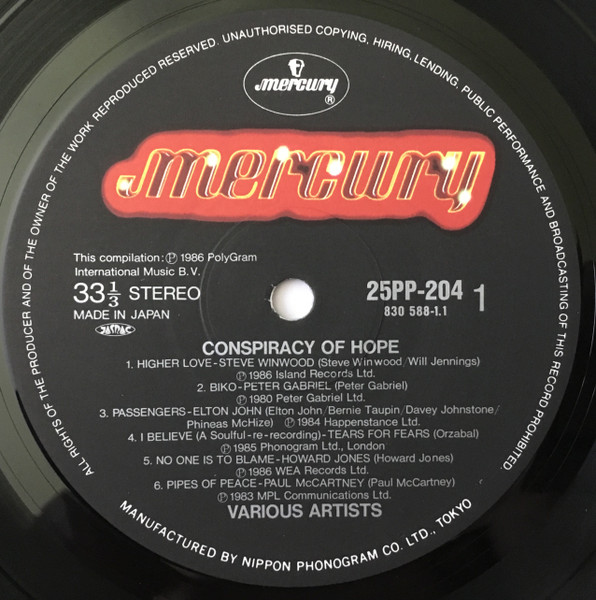 ALL RIGHTS OF THE PRODUCER AND OF THE OWNER OF THE WORK REPRODUCED RESERVED. UNAUTHORISED COPYING, HIRING, LENDING, PUBLIC PERFORMANCE AND BROADCASTING OF THIS RECORD PROHIBITED.
mercury
®
mercury
This compilation: ℗ 1986 PolyGram
International Music B.V.
33⅓ STEREO
MADE IN JAPAN
JASRAC
25PP-204 1
830 588-1.1
CONSPIRACY OF HOPE
1. HIGHER LOVE-STEVE WINWOOD (Steve Winwood/Will Jennings)
℗ 1986 Island Records Ltd.
2. BIKO-PETER GABRIEL (Peter Gabriel)
℗ 1980 Peter Gabriel Ltd.
3. PASSENGERS-ELTON JOHN (Elton John/Bernie Taupin/Davey Johnstone/
Phineas McHize) ℗ 1984 Happenstance Ltd.
4. I BELIEVE (A Soulful-re-recording)-TEARS FOR FEARS (Orzabal)
℗ 1985 Phonogram Ltd., London
5. NO ONE IS TO BLAME-HOWARD JONES (Howard Jones)
℗ 1986 WEA Records Ltd.
6. PIPES OF PEACE-PAUL McCARTNEY (Paul McCartney)
℗ 1983 MPL Communications Ltd.
VARIOUS ARTISTS
MANUFACTURED BY NIPPON PHONOGRAM CO. LTD., TOKYO